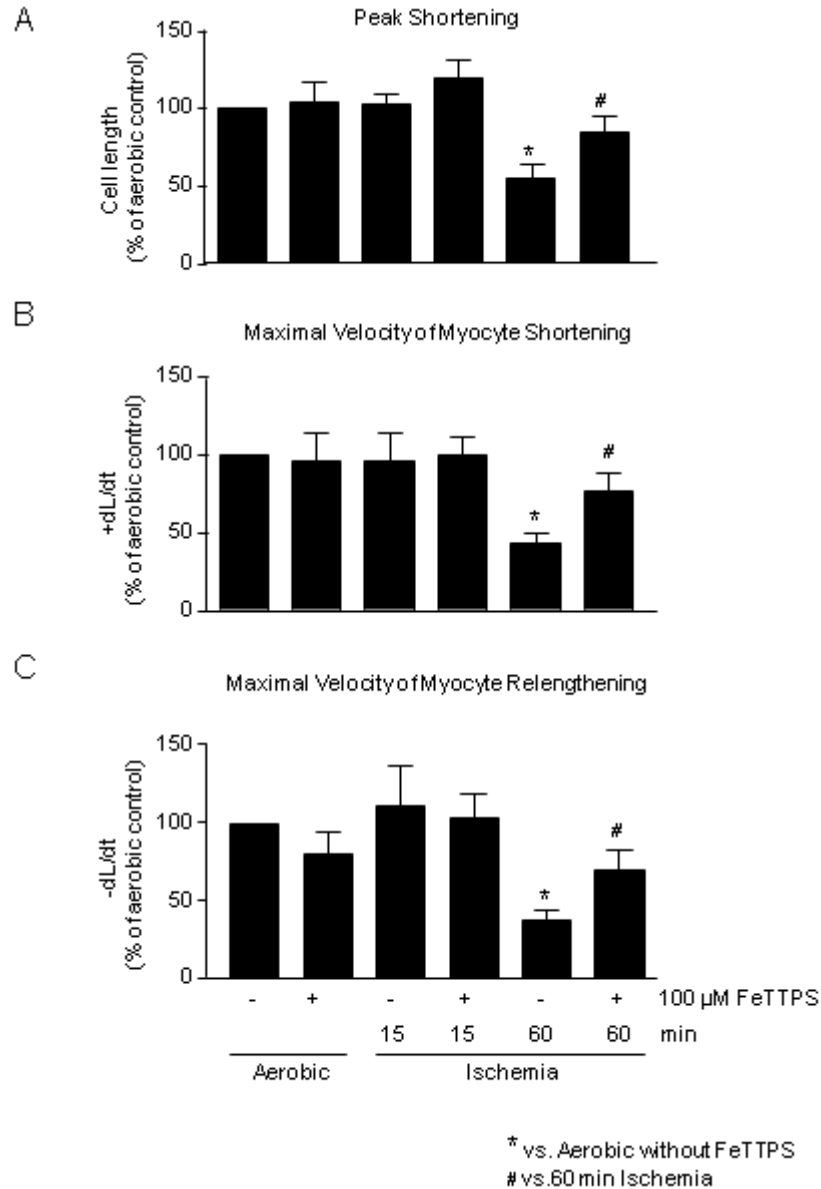 A
Peak Shortening
150
100
50
0
Cell length
(% of aerobic control)
*
#
B
Maximal Velocity of Myocyte Shortening
150
100
50
0
+dL/dt
(% of aerobic control)
*
#
C
Maximal Velocity of Myocyte Relengthening
150
100
50
0
-dL/dt
(% of aerobic control)
*
#
- + - + - + 100 µM FeTTPS
15 15 60 60 min
Aerobic Ischemia
* vs. Aerobic without FeTTPS
# vs.60 min Ischemia